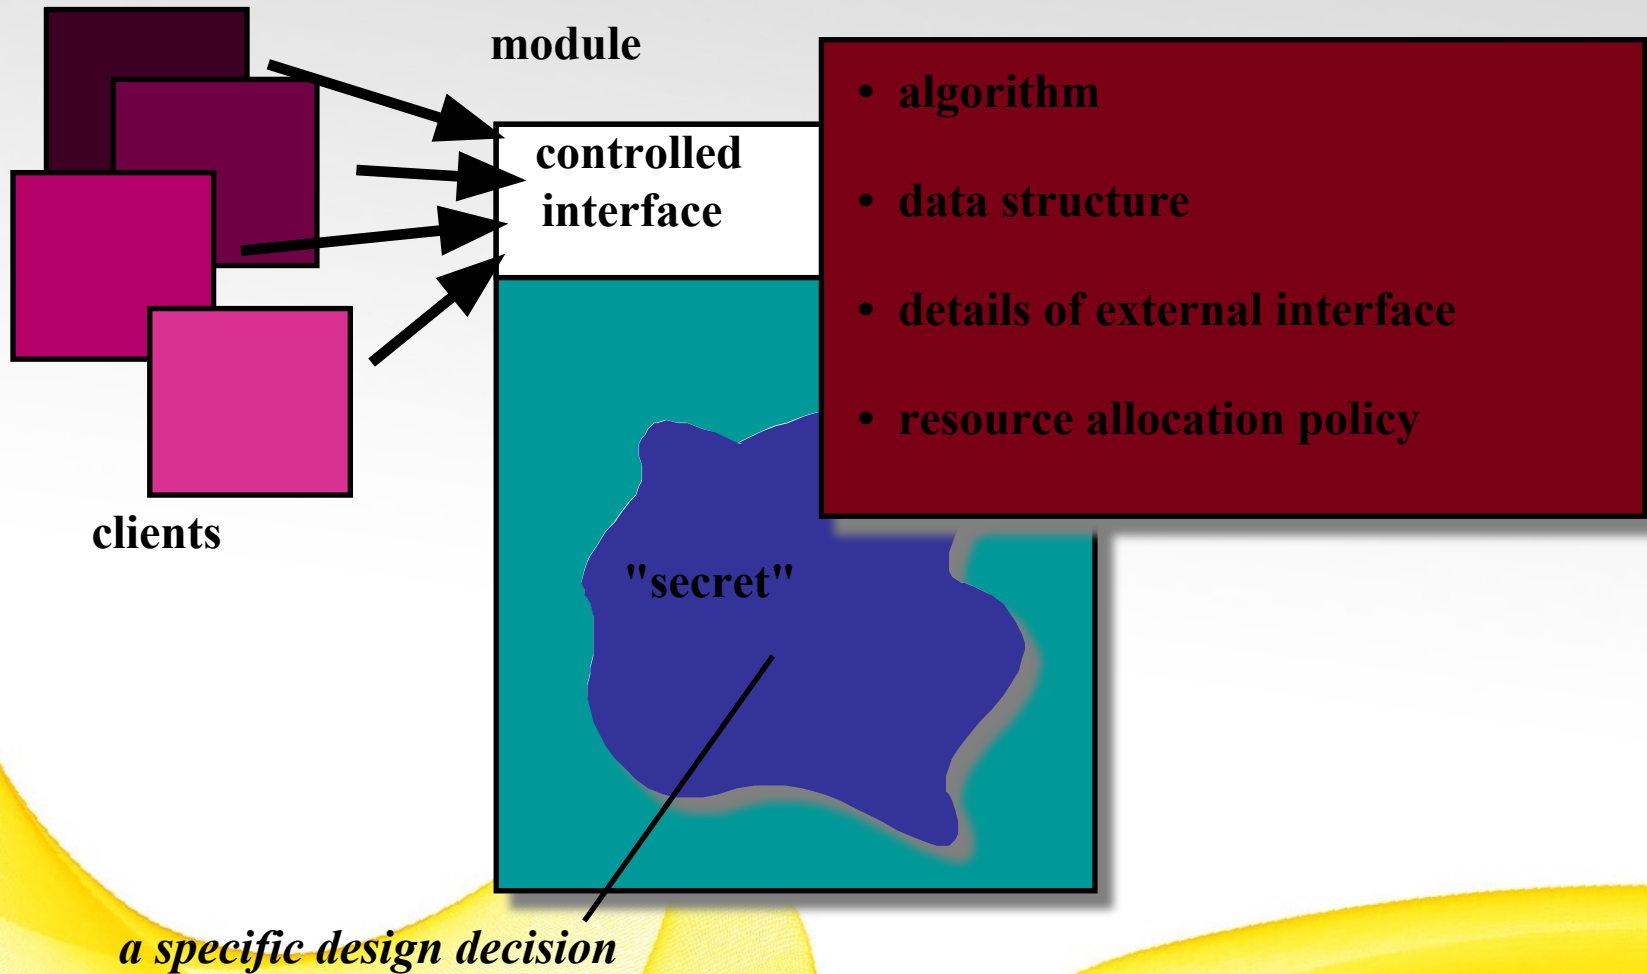 module
controlled
interface
• algorithm
• data structure
• details of external interface
• resource allocation policy
clients
"secret"
a specific design decision